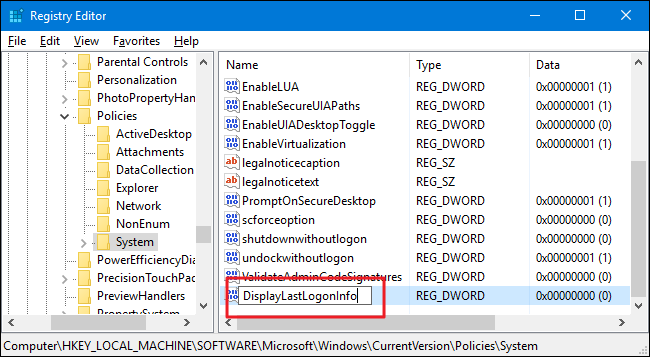 Registry Editor
File Edit View Favorites Help
Parental Controls
Personalization
PhotoPropertyHan
Policies
ActiveDesktop
Attachments
DataCollection
Explorer
Network
NonEnum
System
PowerEfficiencyDia
PrecisionTouchPac
PreviewHandlers
PropertySystem
Name Type Data
EnableLUA REG_DWORD 0x00000001 (1)
EnableSecureUIAPaths REG_DWORD 0x00000001 (1)
EnableUIADesktopToggle REG_DWORD 0x00000000 (0)
EnableVirtualization REG_DWORD 0x00000001 (1)
legalnoticecaption REG_SZ
legalnoticetext REG_SZ
PromptOnSecureDesktop REG_DWORD 0x00000001 (1)
scforceoption REG_DWORD 0x00000000 (0)
shutdownwithoutlogon REG_DWORD 0x00000000 (0)
undockwithoutlogon REG_DWORD 0x00000001 (1)
ValidateAdminCodeSignatures REG_DWORD 0x00000000 (0)
DisplayLastLogonInfo REG_DWORD 0x00000000 (0)
Computer\HKEY_LOCAL_MACHINE\SOFTWARE\Microsoft\Windows\CurrentVersion\Policies\System